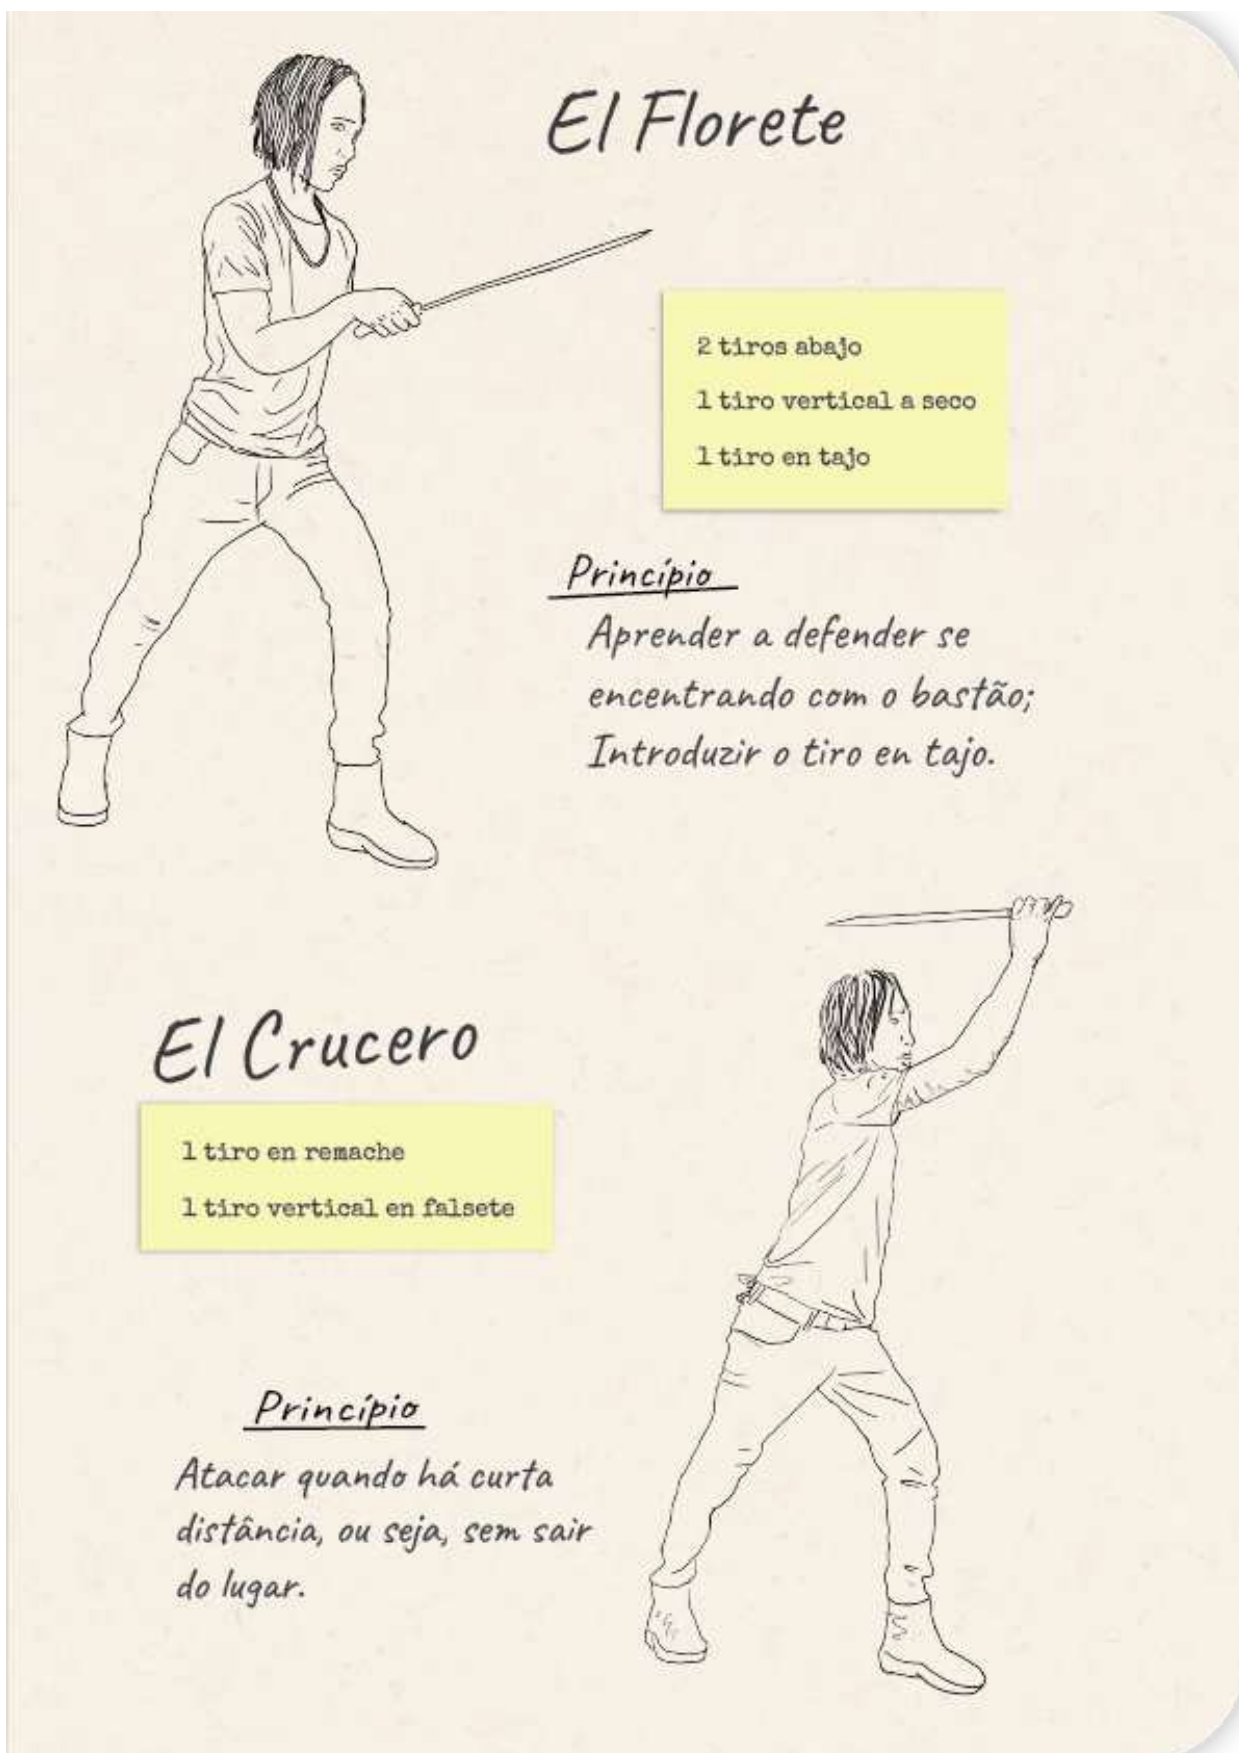 El Florete
2 tiros abajo
1 tiro vertical a seco
1 tiro en tajo
Princípio
Aprender a defender se
encentrando com o bastão;
Introduzir o tiro en tajo.
El Crucero
1 tiro en remache
1 tiro vertical en falsete
Princípio
Atacar quando há curta
distância, ou seja, sem sair
do lugar.